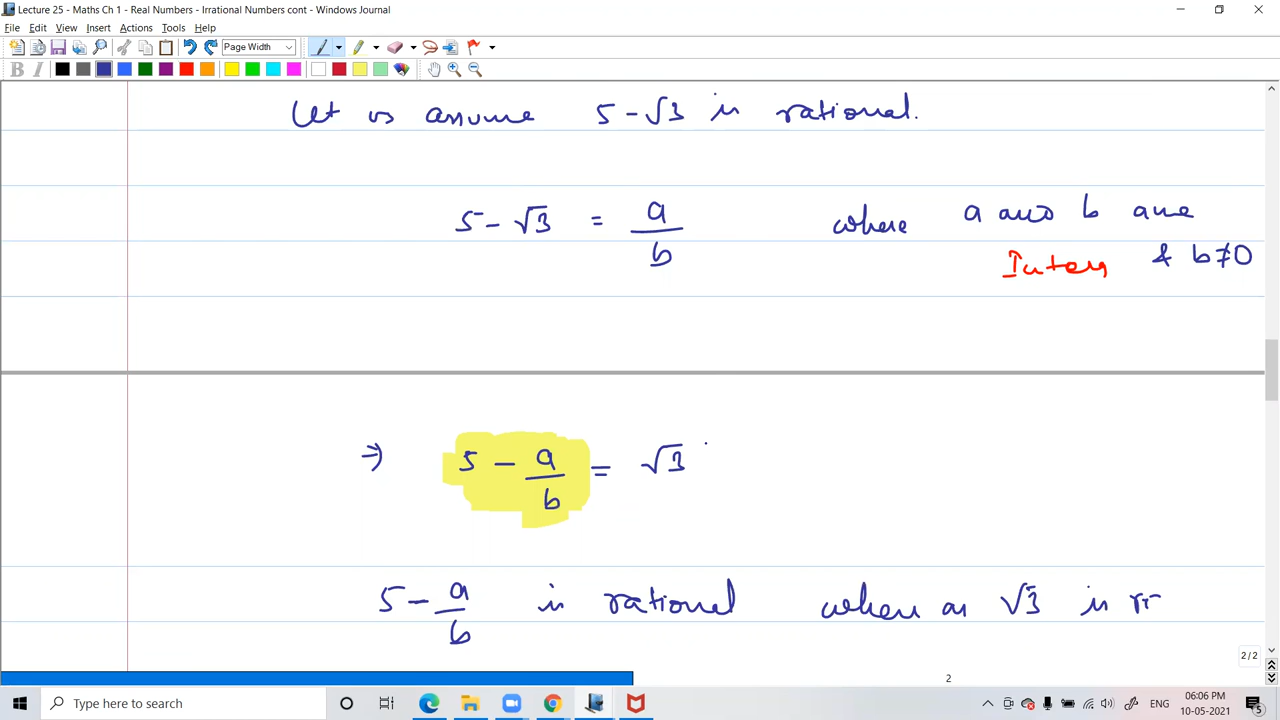 Lecture 25 - Maths Ch 1 - Real Numbers - Irrational Numbers cont - Windows Journal
File Edit View Insert Actions Tools Help
Page Width
B I
Let us assume 5 - √3 is rational.
5 - √3 = a/b where a and b are
Integers & b ≠ 0
⇒ 5 - a/b = √3
5 - a/b is rational whereas √3 is
2 / 2
2
Type here to search
ENG
06:06 PM
10-05-2021
5